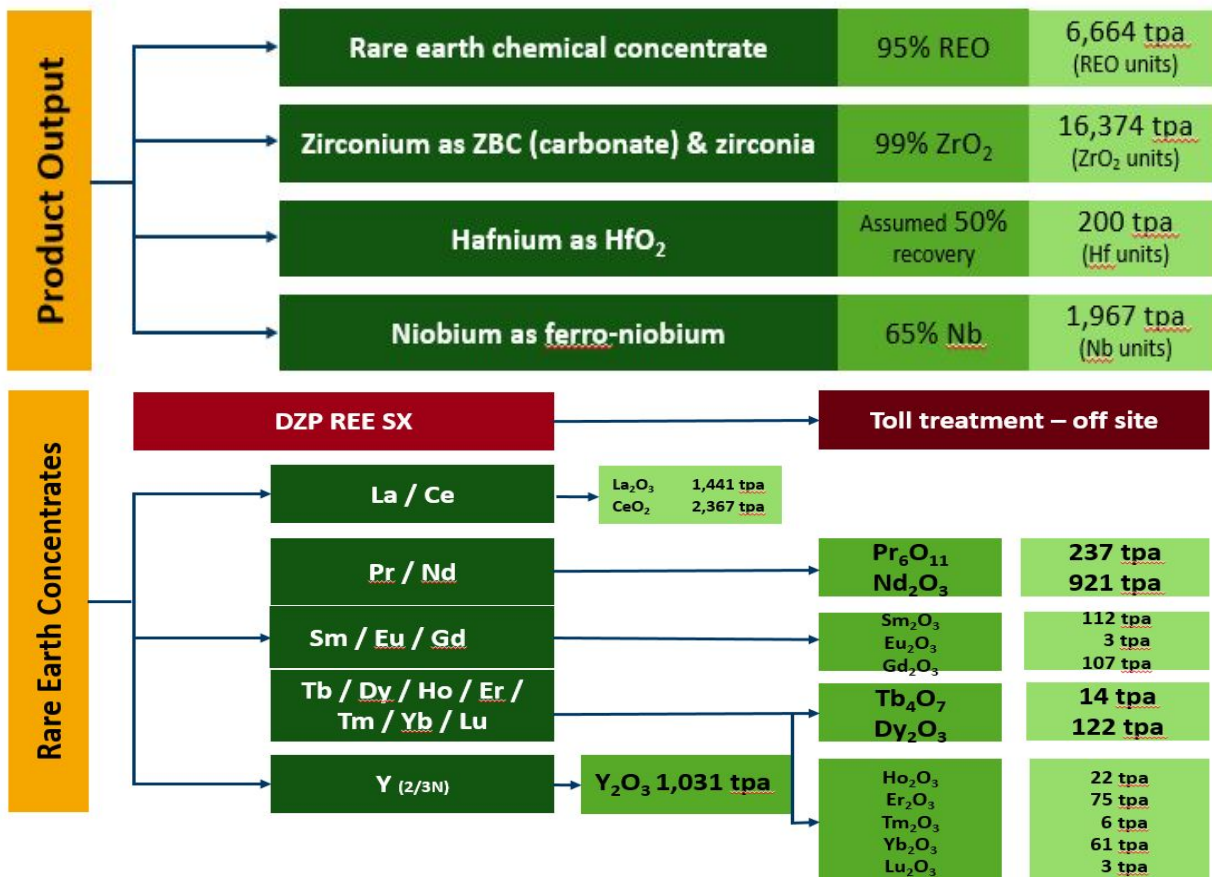 Product Output
Rare earth chemical concentrate
95% REO
6,664 tpa
(REO units)
Zirconium as ZBC (carbonate) & zirconia
99% ZrO₂
16,374 tpa
(ZrO₂ units)
Hafnium as HfO₂
Assumed 50%
recovery
200 tpa
(Hf units)
Niobium as ferro-niobium
65% Nb
1,967 tpa
(Nb units)
Rare Earth Concentrates
DZP REE SX
Toll treatment – off site
La / Ce
La₂O₃ 1,441 tpa
CeO₂ 2,367 tpa
Pr / Nd
Pr₆O₁₁ 237 tpa
Nd₂O₃ 921 tpa
Sm / Eu / Gd
Sm₂O₃ 112 tpa
Eu₂O₃ 3 tpa
Gd₂O₃ 107 tpa
Tb / Dy / Ho / Er /
Tm / Yb / Lu
Tb₄O₇ 14 tpa
Dy₂O₃ 122 tpa
Y (2/3N)
Y₂O₃ 1,031 tpa
Ho₂O₃ 22 tpa
Er₂O₃ 75 tpa
Tm₂O₃ 6 tpa
Yb₂O₃ 61 tpa
Lu₂O₃ 3 tpa